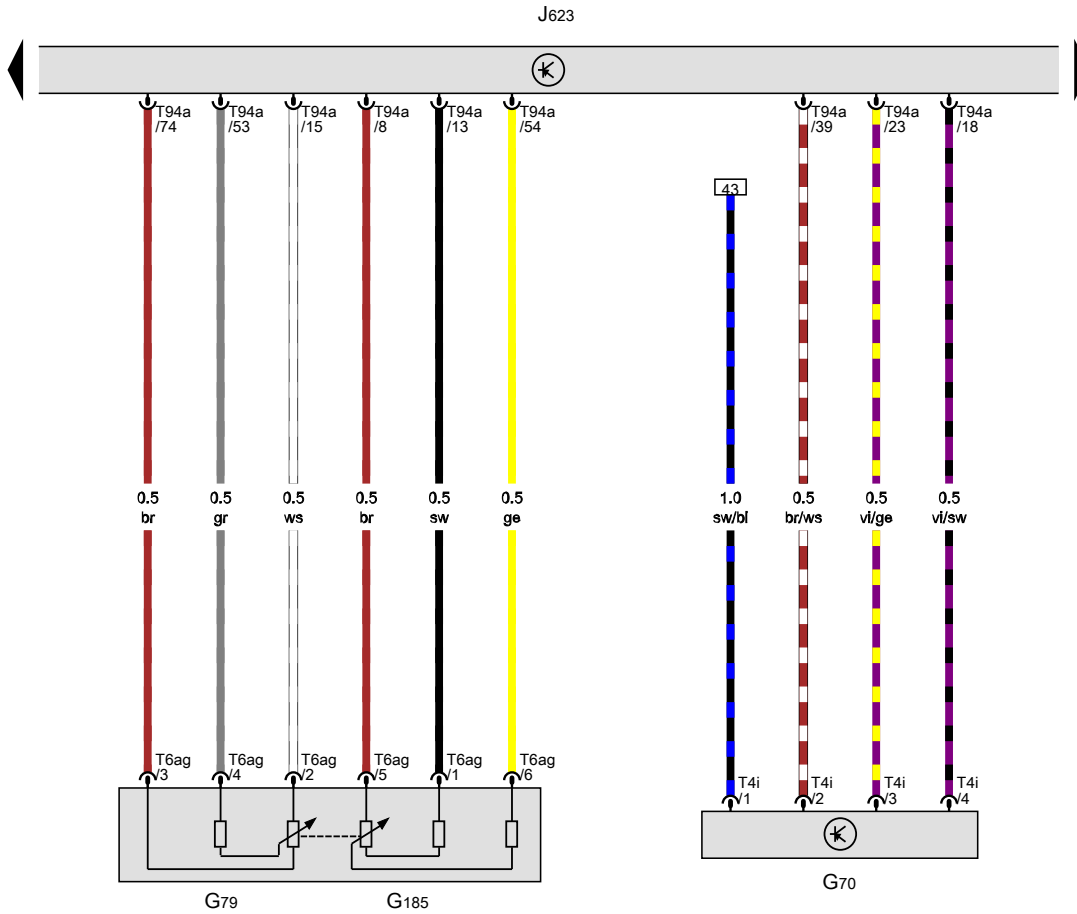 J623
T94a T94a T94a T94a T94a T94a T94a T94a T94a
/74 /53 /15 /8 /13 /54 /39 /23 /18
43
0.5 0.5 0.5 0.5 0.5 0.5 1.0 0.5 0.5 0.5
br gr ws br sw ge sw/bl br/ws vi/ge vi/sw
T6ag T6ag T6ag T6ag T6ag T6ag T4i T4i T4i T4i
/3 /4 /2 /5 /1 /6 /1 /2 /3 /4
G79 G185 G70